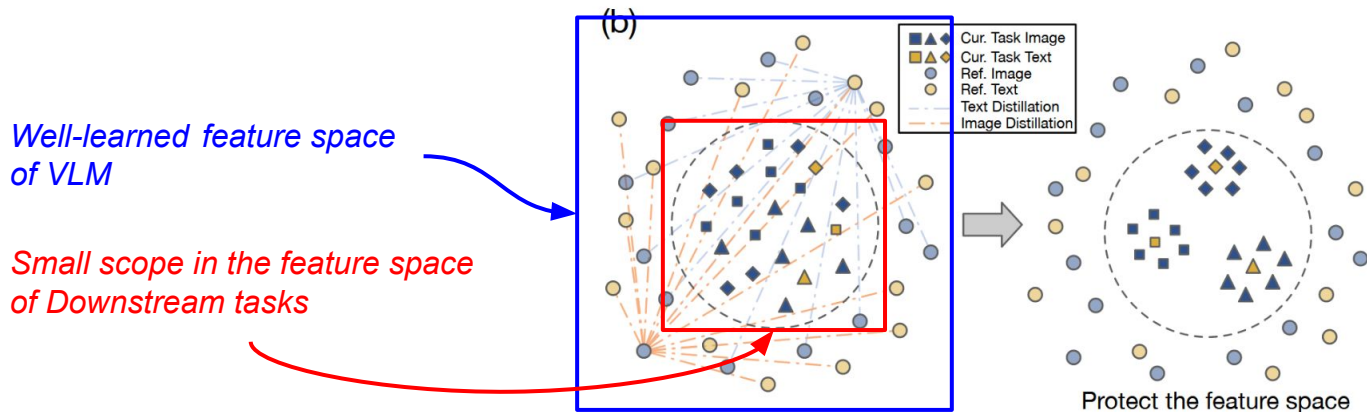 (b)
Cur. Task Image
Cur. Task Text
Ref. Image
Ref. Text
Text Distillation
Image Distillation
Well-learned feature space
of VLM
Small scope in the feature space
of Downstream tasks
Protect the feature space